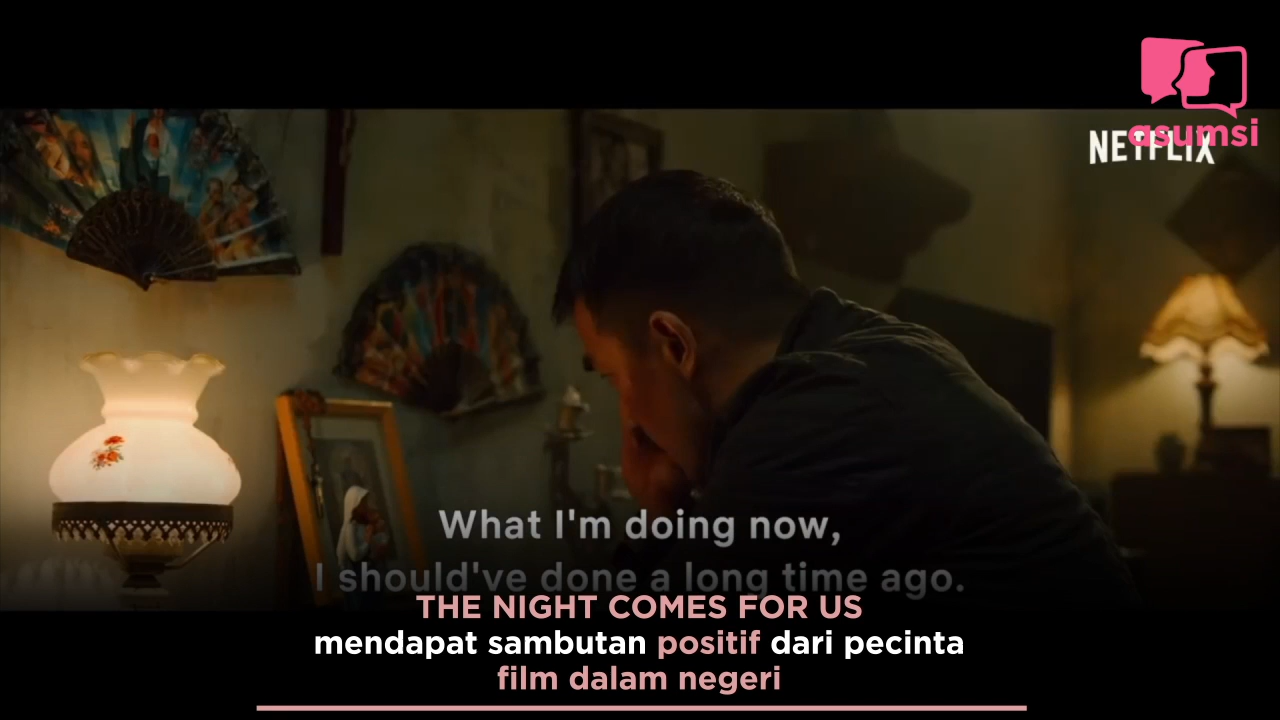 asumsi
NETFLIX
What I'm doing now,
I should've done a long time ago.
THE NIGHT COMES FOR US
mendapat sambutan positif dari pecinta
film dalam negeri